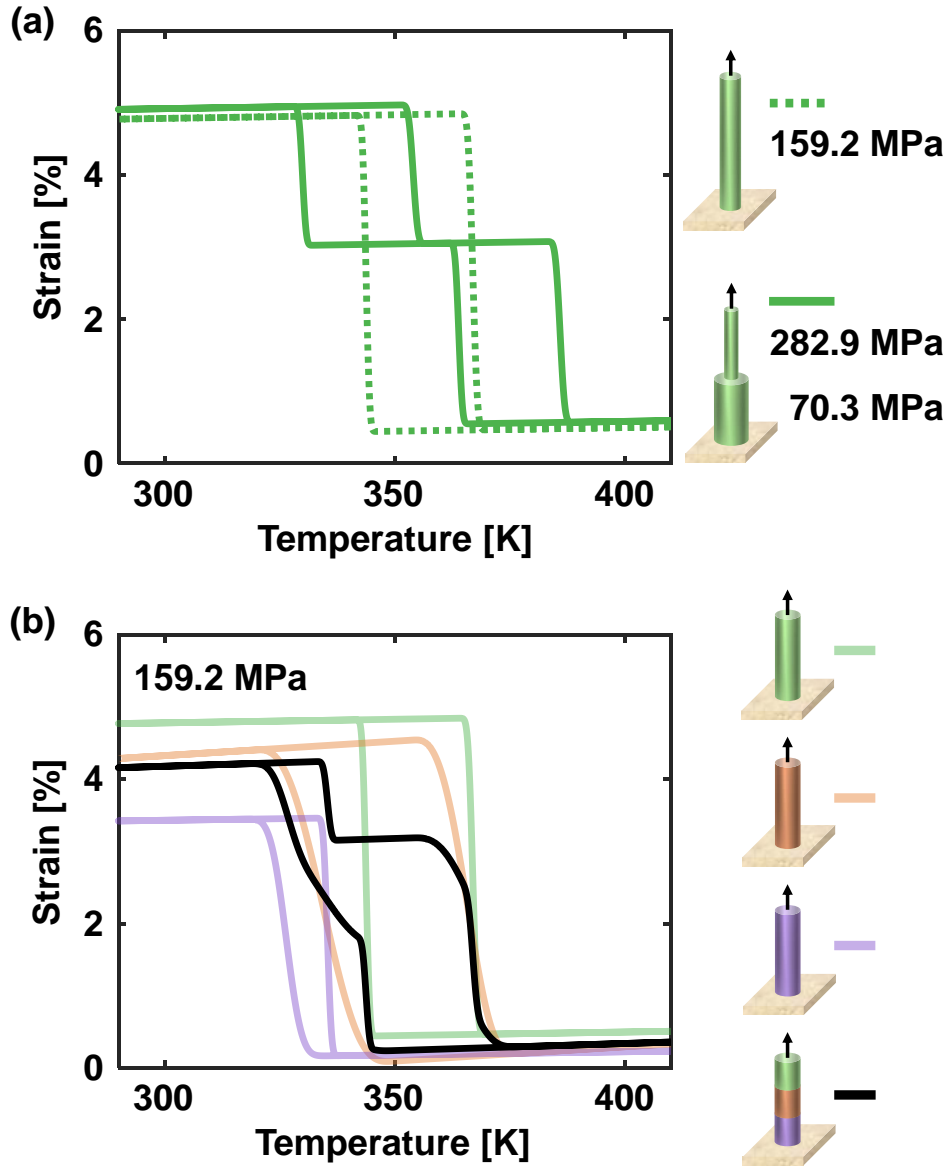 (a)
6
4
2
0
Strain [%]
300 350 400
Temperature [K]
159.2 MPa
282.9 MPa
70.3 MPa
(b)
6
4
2
0
Strain [%]
159.2 MPa
300 350 400
Temperature [K]